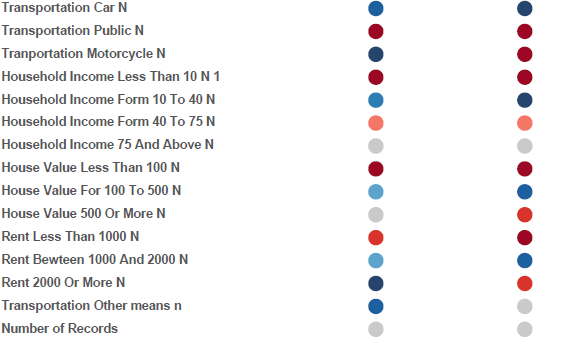 Transportation Car N
Transportation Public N
Tranportation Motorcycle N
Household Income Less Than 10 N 1
Household Income Form 10 To 40 N
Household Income Form 40 To 75 N
Household Income 75 And Above N
House Value Less Than 100 N
House Value For 100 To 500 N
House Value 500 Or More N
Rent Less Than 1000 N
Rent Bewteen 1000 And 2000 N
Rent 2000 Or More N
Transportation Other means n
Number of Records